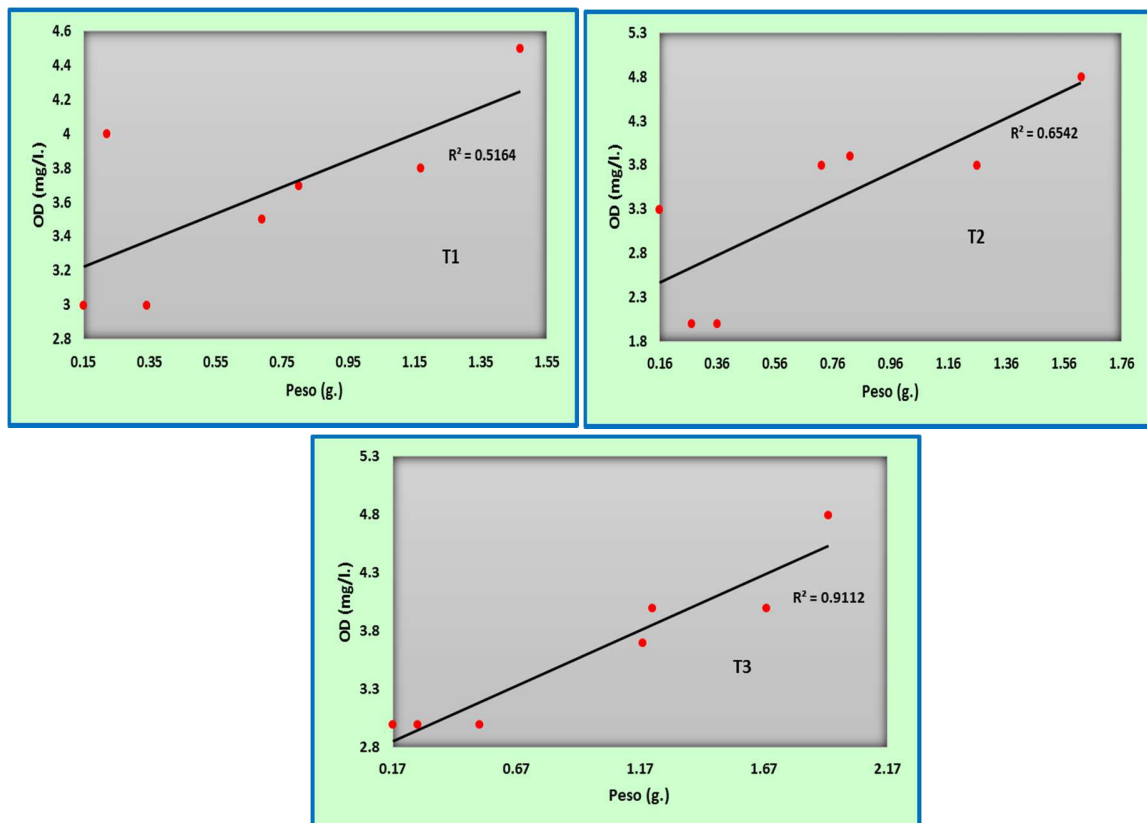 4.6
4.4
4.2
4
3.8
3.6
3.4
3.2
3
2.8
OD (mg/l.)
R² = 0.5164
T1
0.15 0.35 0.55 0.75 0.95 1.15 1.35 1.55
Peso (g.)
5.3
4.8
4.3
3.8
3.3
2.8
2.3
1.8
OD (mg/l.)
R² = 0.6542
T2
0.16 0.36 0.56 0.76 0.96 1.16 1.36 1.56 1.76
Peso (g.)
5.3
4.8
4.3
3.8
3.3
2.8
OD (mg/l.)
R² = 0.9112
T3
0.17 0.67 1.17 1.67 2.17
Peso (g.)